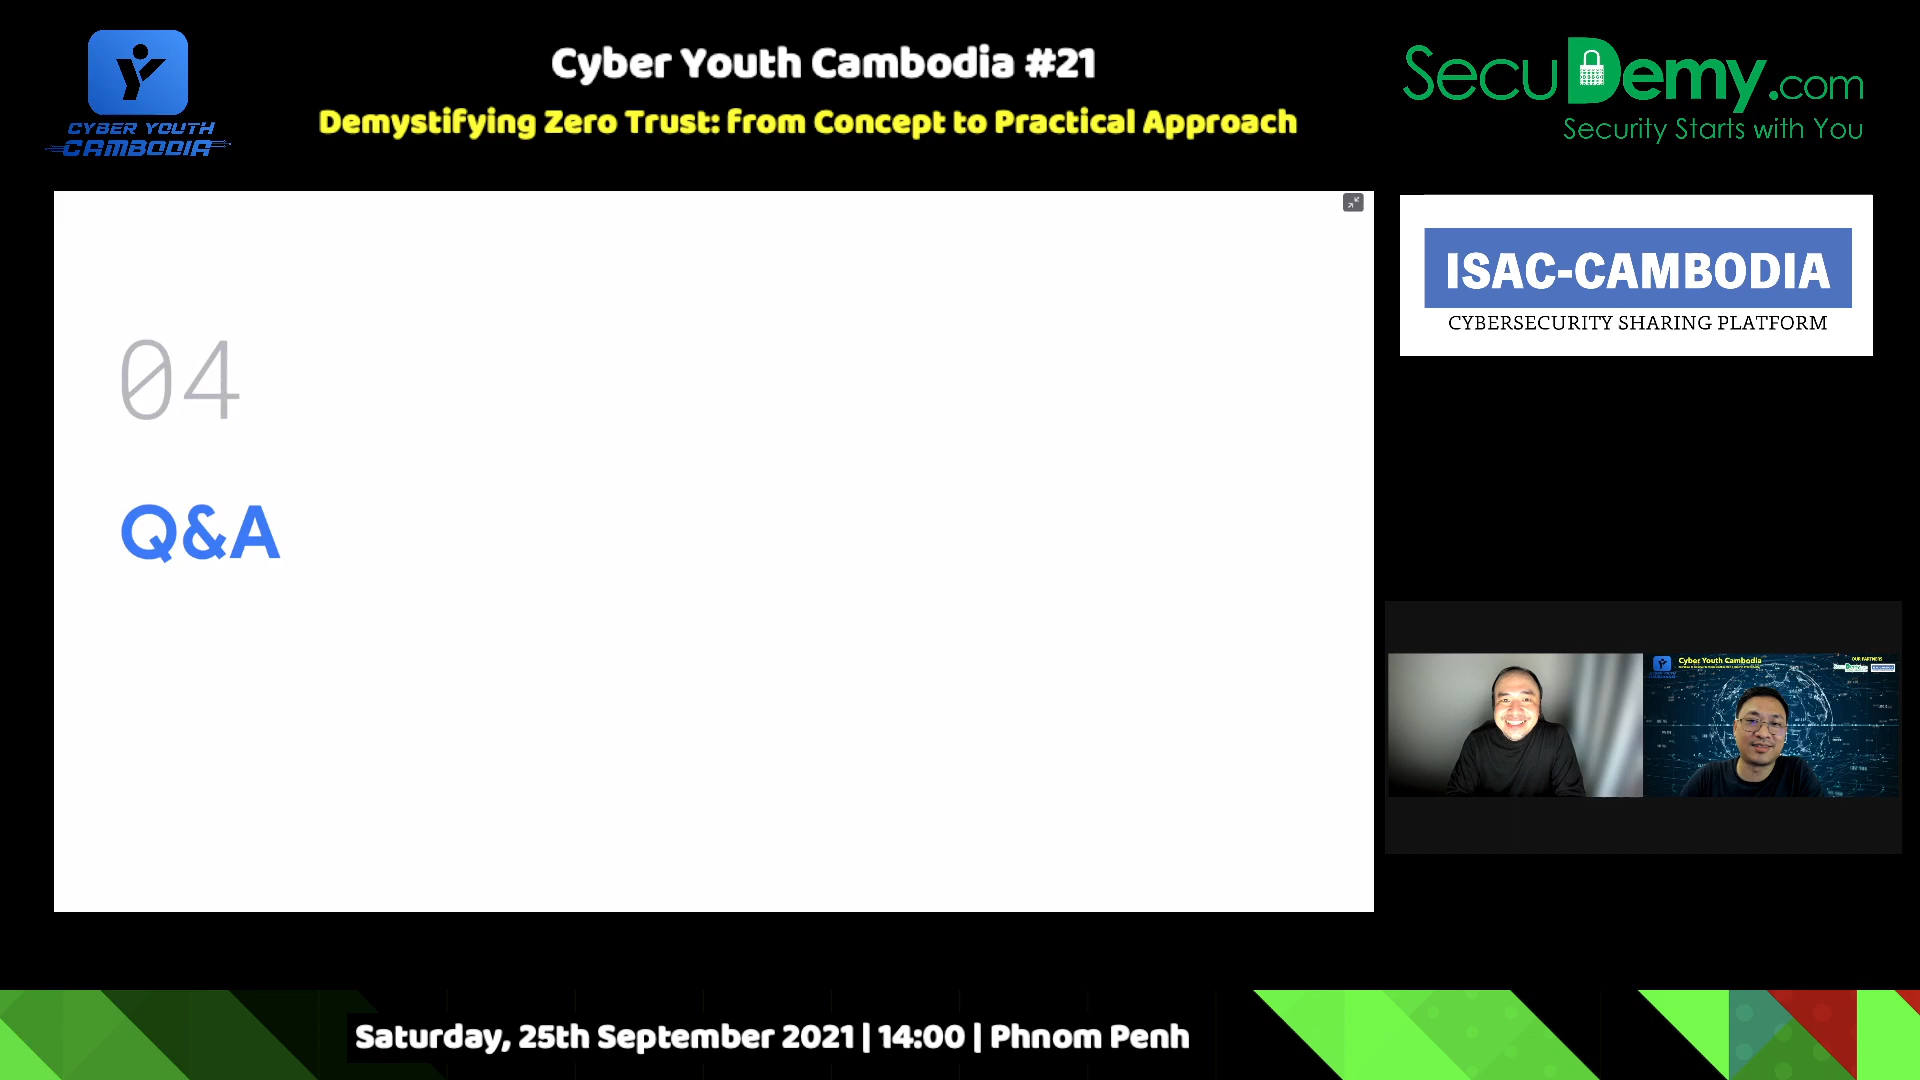 CYBER YOUTH
CAMBODIA
Cyber Youth Cambodia #21
Demystifying Zero Trust: from Concept to Practical Approach
SecuDemy.com
Security Starts with You
ISAC-CAMBODIA
CYBERSECURITY SHARING PLATFORM
04
Q&A
Cyber Youth Cambodia
OUR PARTNERS
Saturday, 25th September 2021 | 14:00 | Phnom Penh